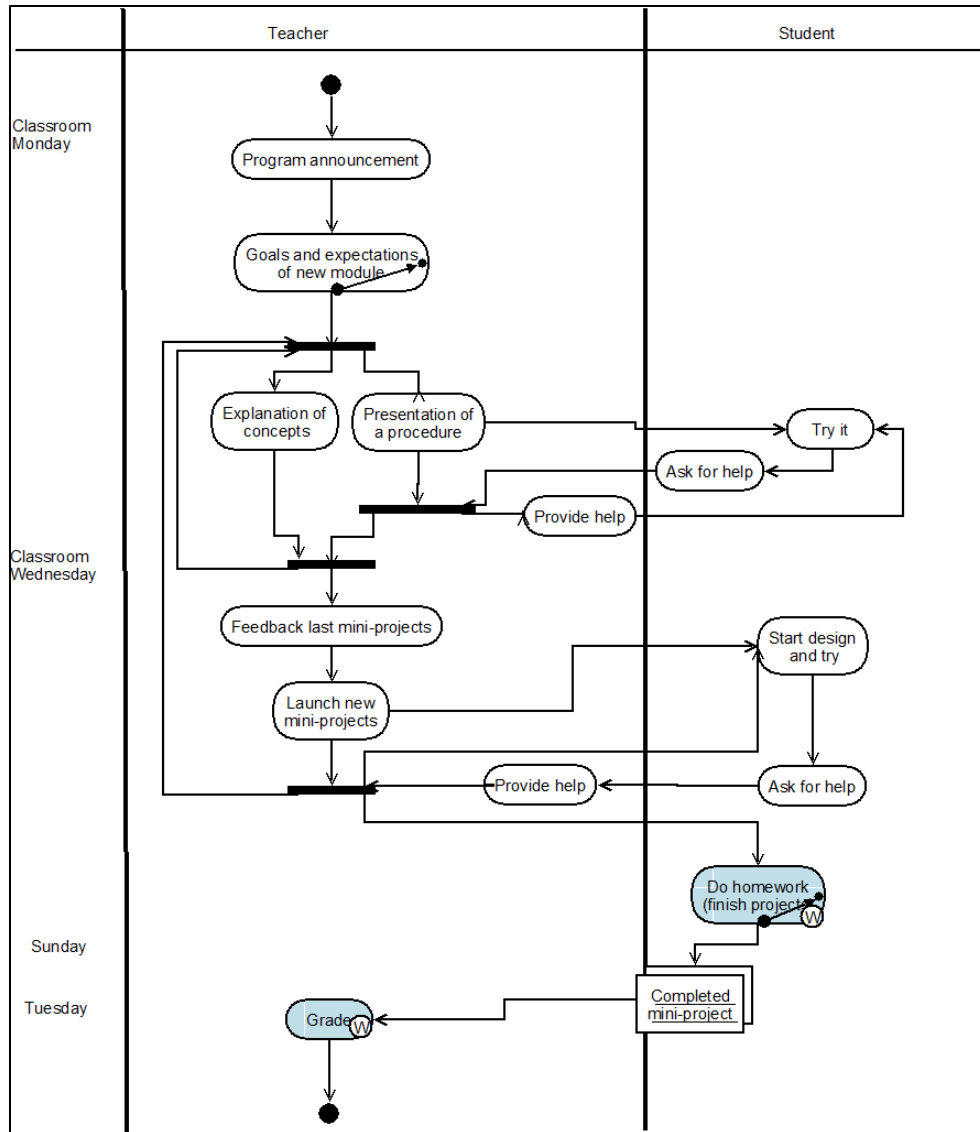 Teacher
Student
Classroom
Monday
Program announcement
Goals and expectations
of new module
Explanation of
concepts
Presentation of
a procedure
Try it
Ask for help
Provide help
Classroom
Wednesday
Feedback last mini-projects
Start design
and try
Launch new
mini-projects
Provide help
Ask for help
Do homework
(finish project
W
Sunday
Tuesday
Completed
mini-project
Grade
W